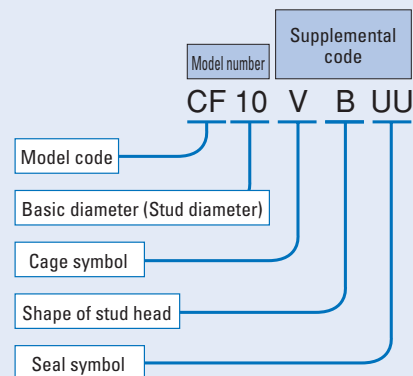 Supplemental
code
Model number
CF 10 V B UU
Model code
Basic diameter (Stud diameter)
Cage symbol
Shape of stud head
Seal symbol